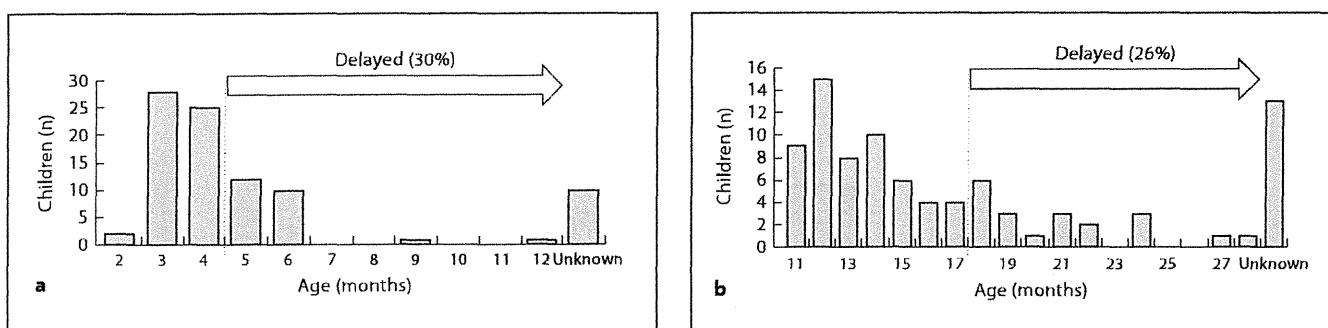 Delayed (30%)
Children (n)
30
25
20
15
10
5
0
2 3 4 5 6 7 8 9 10 11 12 Unknown
Age (months)
a
Delayed (26%)
Children (n)
16
14
12
10
8
6
4
2
0
11 13 15 17 19 21 23 25 27 Unknown
Age (months)
b